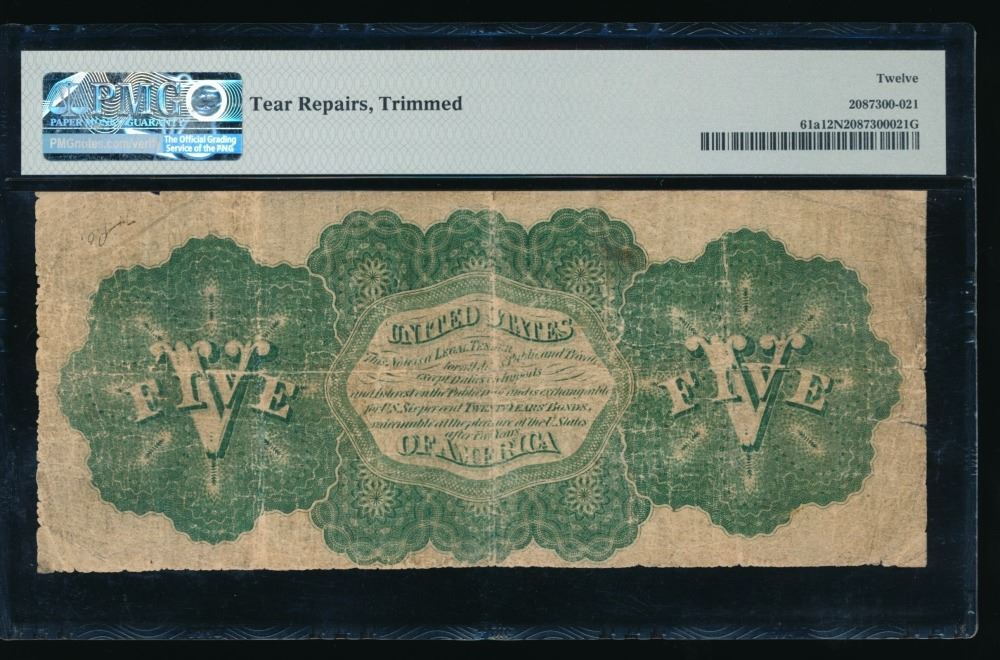 PMG
PAPER MONEY GUARANTY
PMGnotes.com/verify
The Official Grading
Service of the PNG
Tear Repairs, Trimmed
Twelve
2087300-021
61a12N2087300021G
UNITED STATES
This Note is a LEGAL TENDER
for all debts Public and Private
except Duties on Imports
and Interest on the Public and is exchangeable
for U.S. Six per cent TWENTY YEARS BONDS,
redeemable at the pleasure of the U. States
after Five Years
OF AMERICA
FIVE
V
FIVE
V